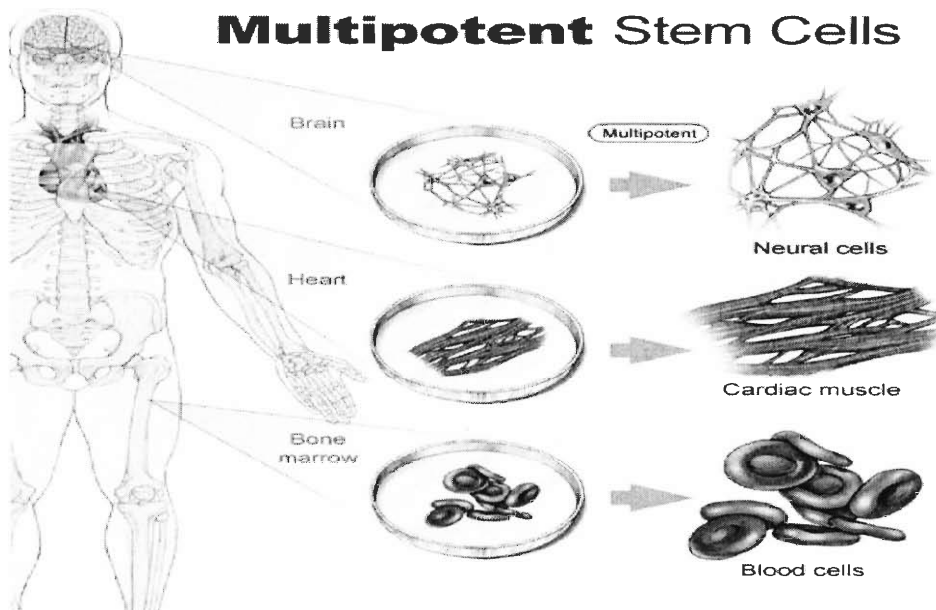 Multipotent Stem Cells
Brain
Multipotent
Neural cells
Heart
Cardiac muscle
Bone
marrow
Blood cells